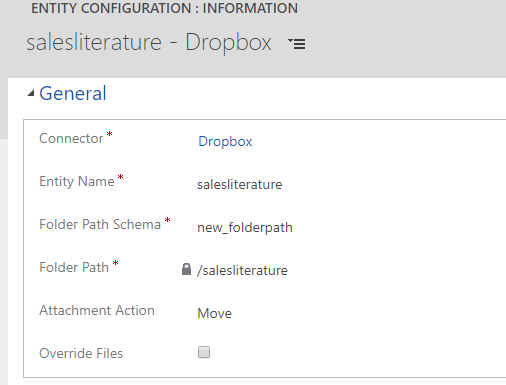 ENTITY CONFIGURATION : INFORMATION
salesliterature - Dropbox
General
Connector * Dropbox
Entity Name * salesliterature
Folder Path Schema * new_folderpath
Folder Path * /salesliterature
Attachment Action Move
Override Files